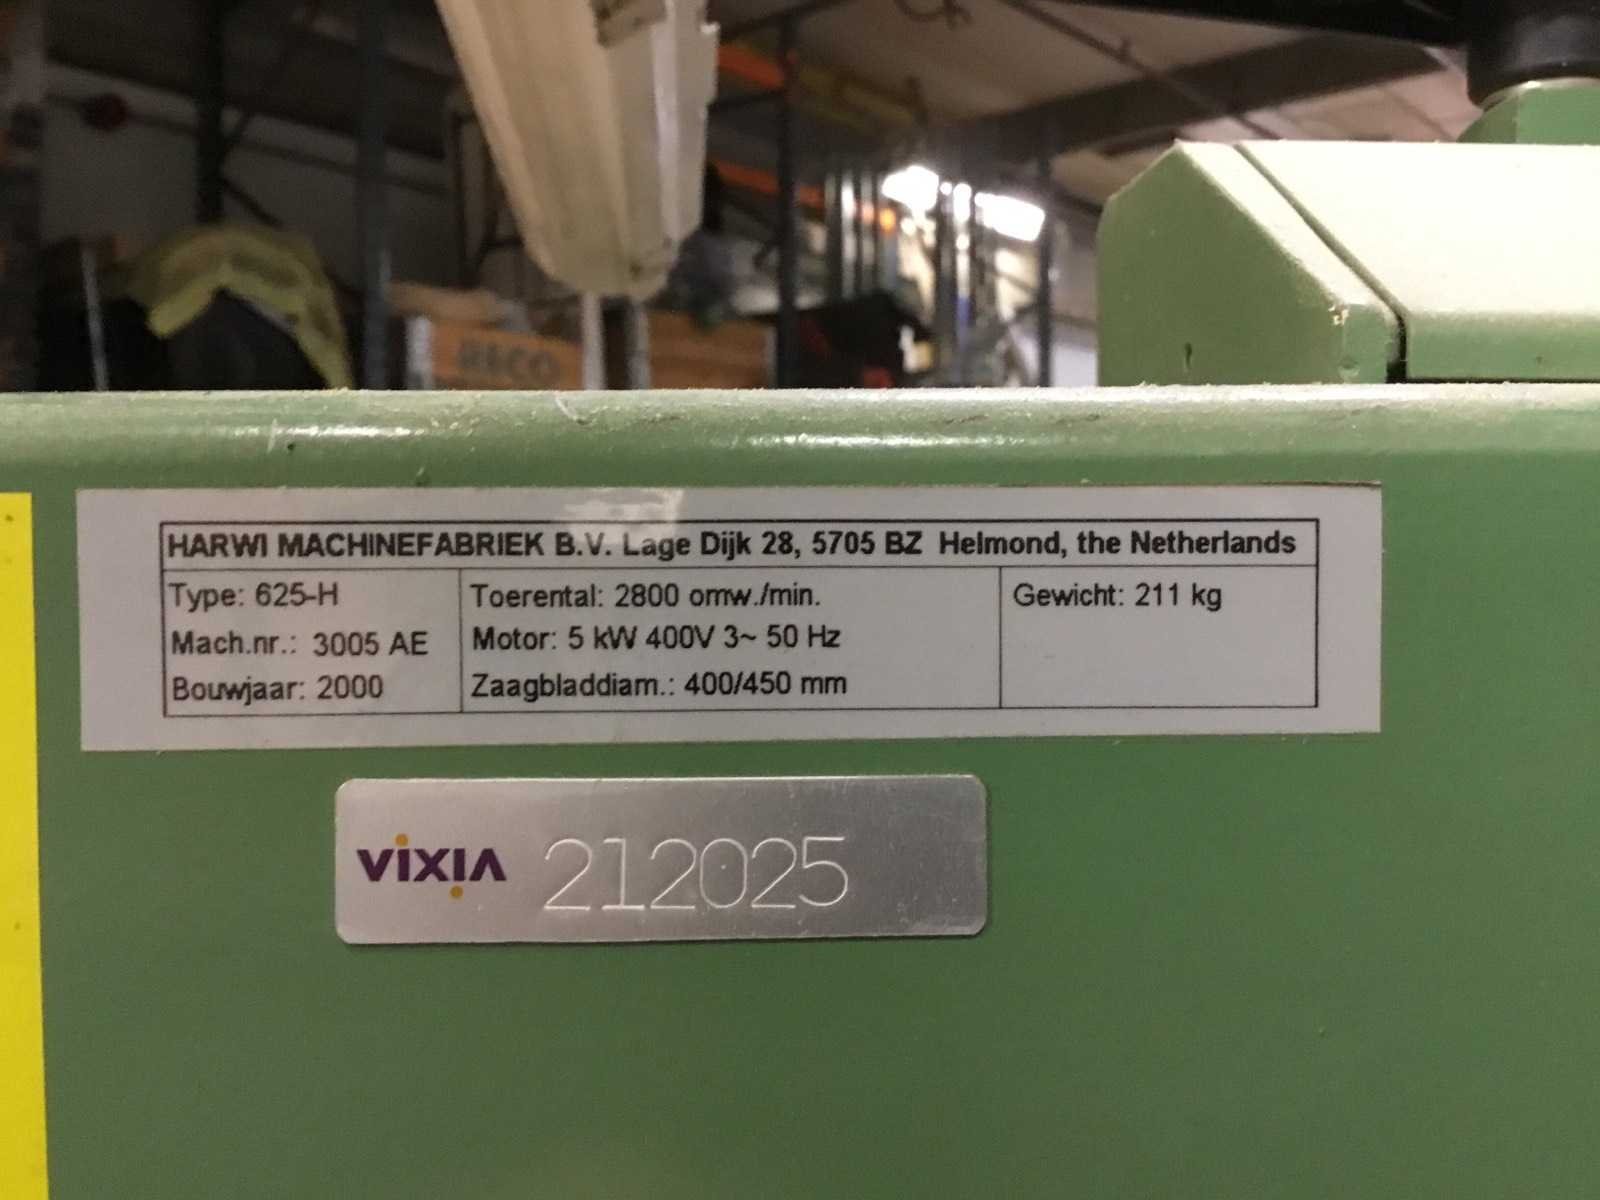 RECO
HARWI MACHINEFABRIEK B.V. Lage Dijk 28, 5705 BZ Helmond, the Netherlands
Type: 625-H
Mach.nr.: 3005 AE
Bouwjaar: 2000
Toerental: 2800 omw./min.
Motor: 5 kW 400V 3~ 50 Hz
Zaagbladdiam.: 400/450 mm
Gewicht: 211 kg
VIXIA 212025